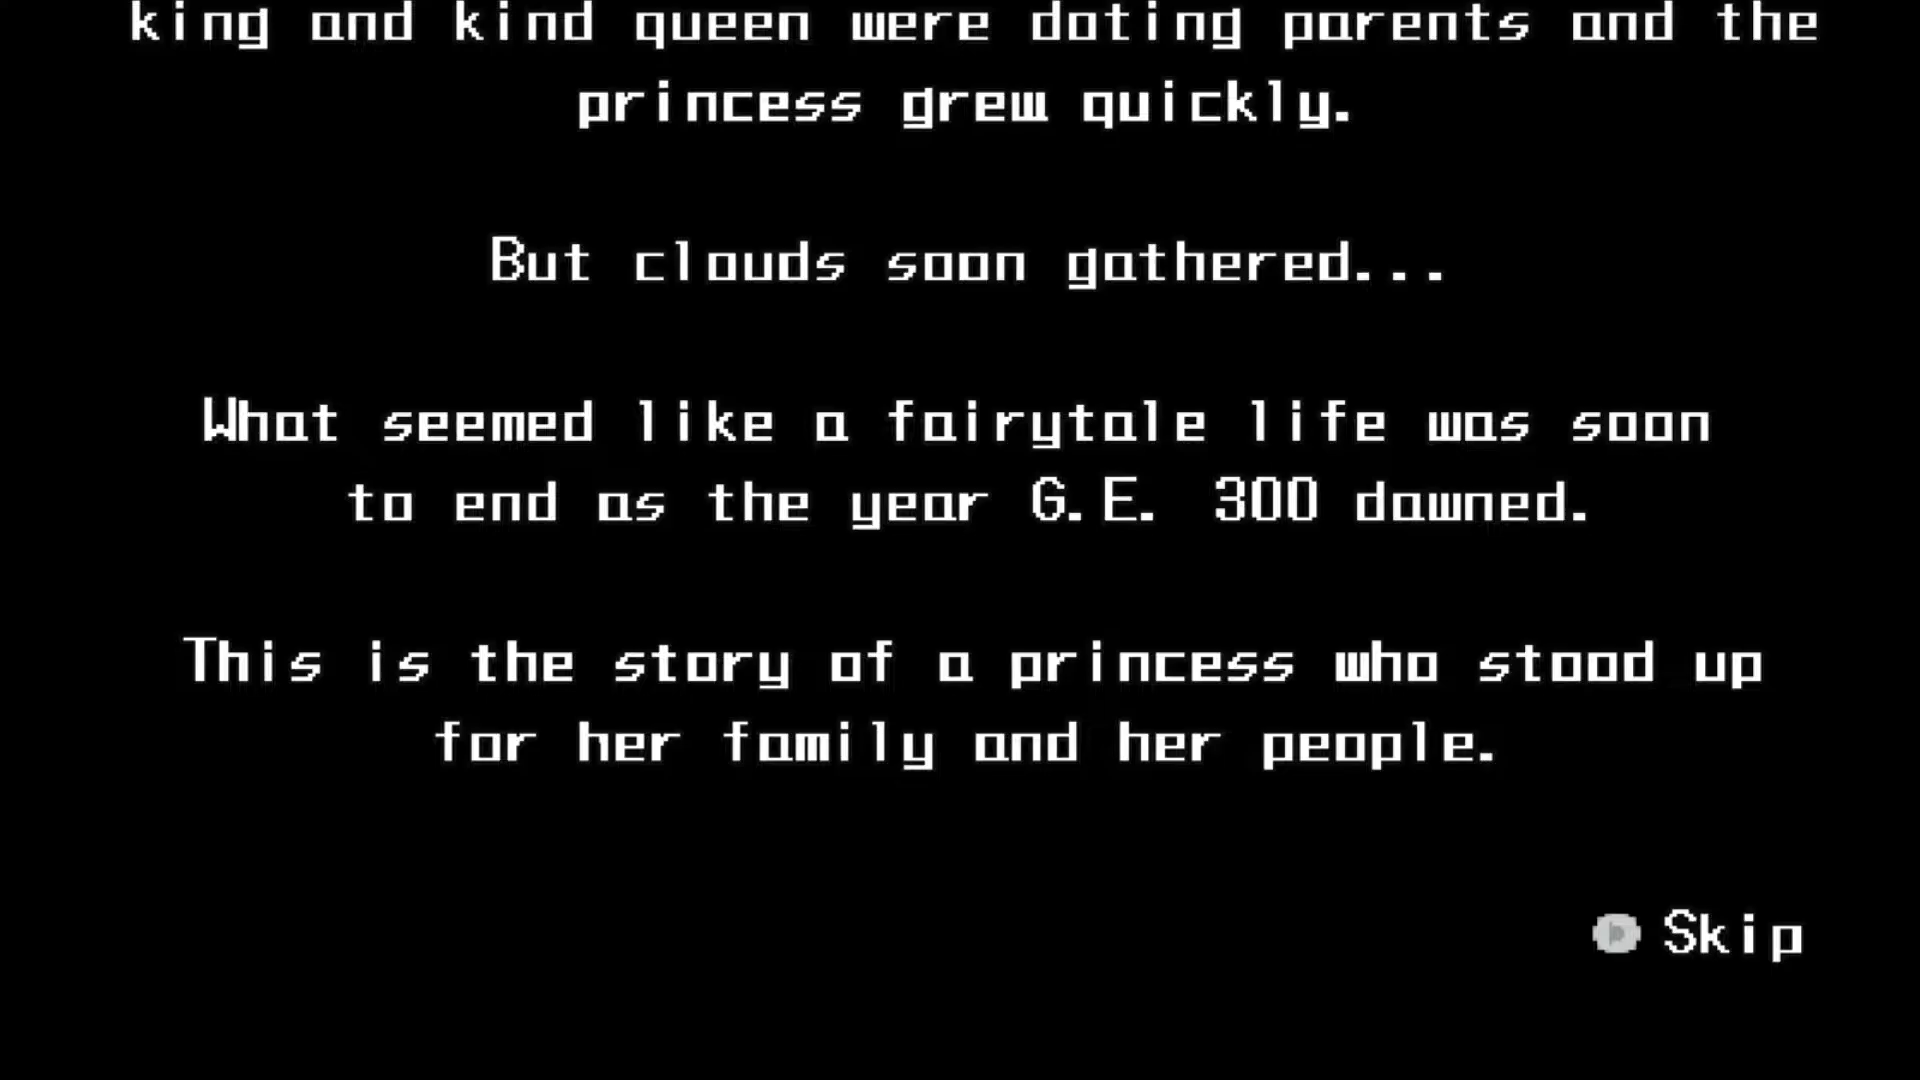 king and kind queen were doting parents and the
princess grew quickly.
But clouds soon gathered...
What seemed like a fairytale life was soon
to end as the year G.E. 300 dawned.
This is the story of a princess who stood up
for her family and her people.
Skip